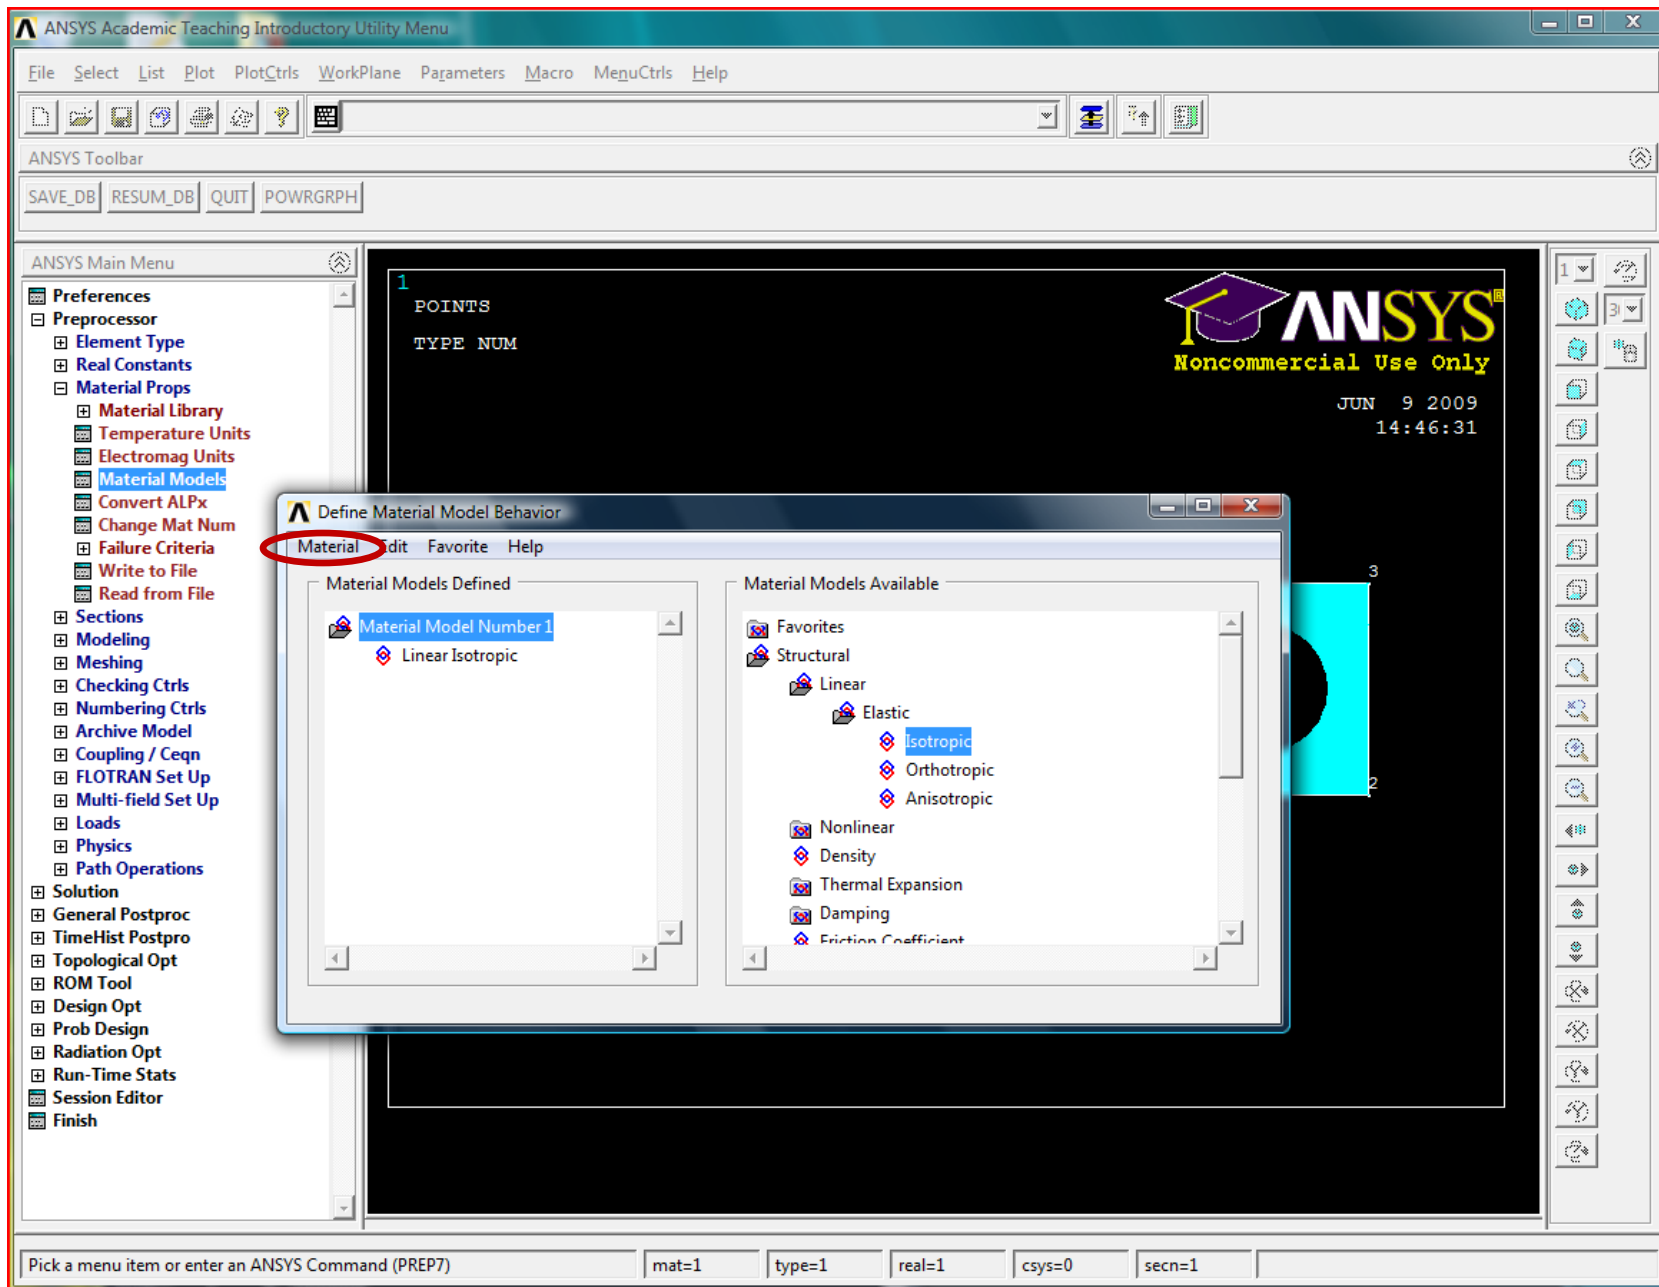 ANSYS Academic Teaching Introductory Utility Menu
File Select List Plot PlotCtrls WorkPlane Parameters Macro MenuCtrls Help
ANSYS Toolbar
SAVE_DB RESUM_DB QUIT POWRGRPH
ANSYS Main Menu
Preferences
Preprocessor
Element Type
Real Constants
Material Props
Material Library
Temperature Units
Electromag Units
Material Models
Convert ALPx
Change Mat Num
Failure Criteria
Write to File
Read from File
Sections
Modeling
Meshing
Checking Ctrls
Numbering Ctrls
Archive Model
Coupling / Ceqn
FLOTRAN Set Up
Multi-field Set Up
Loads
Physics
Path Operations
Solution
General Postproc
TimeHist Postpro
Topological Opt
ROM Tool
Design Opt
Prob Design
Radiation Opt
Run-Time Stats
Session Editor
Finish
1
POINTS
TYPE NUM
ANSYS®
Noncommercial Use Only
JUN 9 2009
14:46:31
3
2
Define Material Model Behavior
Material Edit Favorite Help
Material Models Defined
Material Model Number 1
Linear Isotropic
Material Models Available
Favorites
Structural
Linear
Elastic
Isotropic
Orthotropic
Anisotropic
Nonlinear
Density
Thermal Expansion
Damping
Friction Coefficient
1
Pick a menu item or enter an ANSYS Command (PREP7)
mat=1 type=1 real=1 csys=0 secn=1